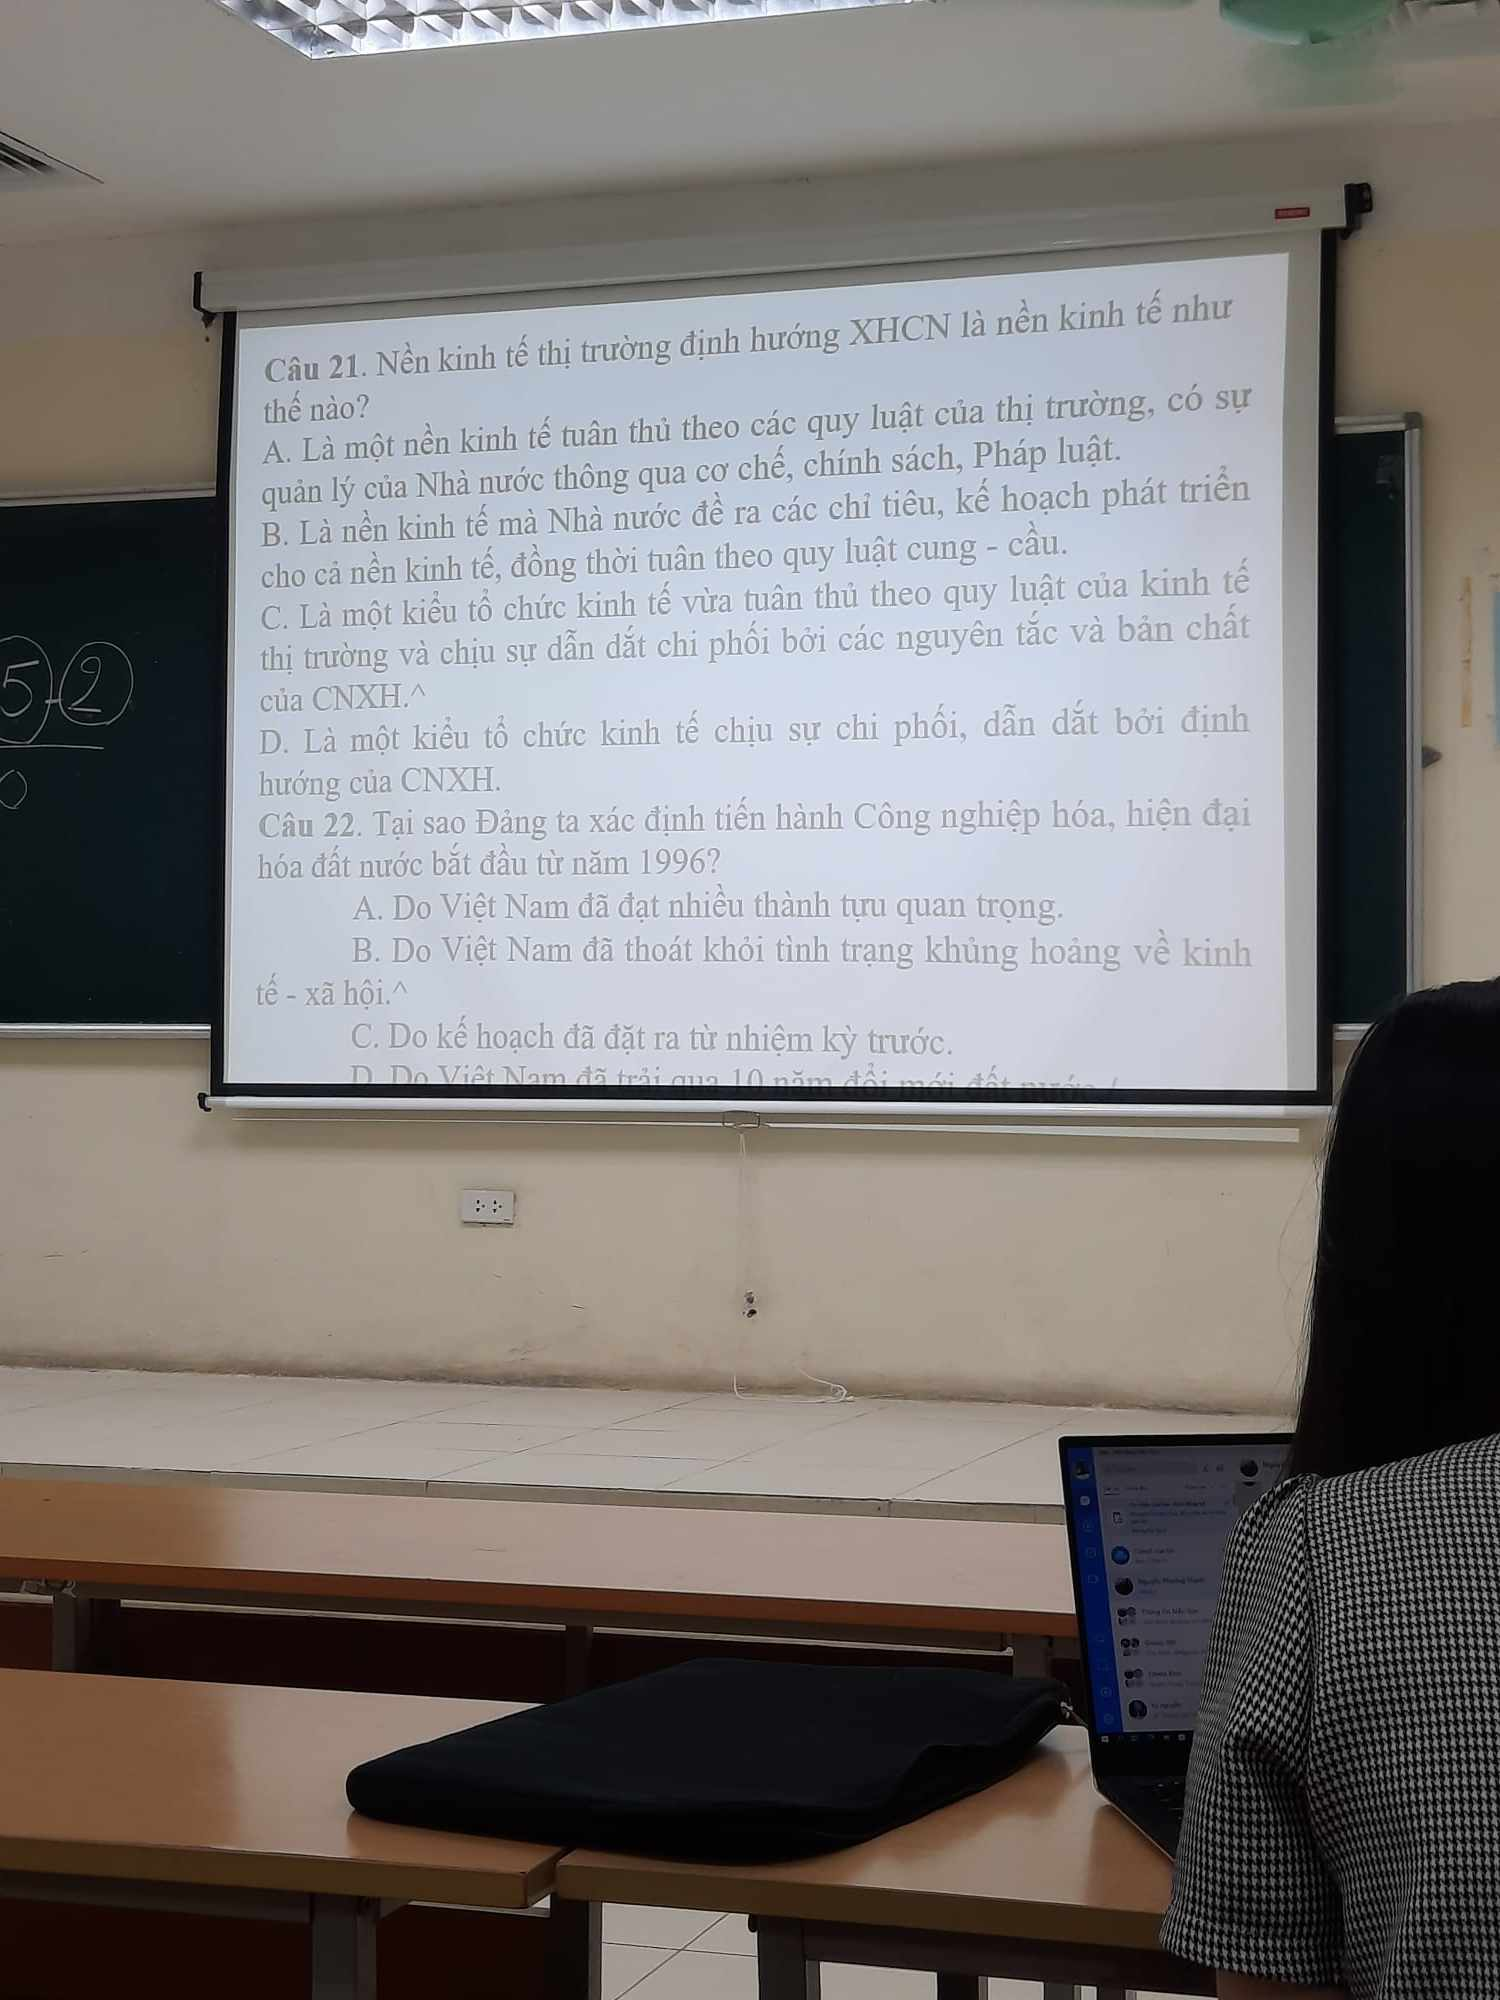 Câu 21. Nền kinh tế thị trường định hướng XHCN là nền kinh tế như
thế nào?
A. Là một nền kinh tế tuân thủ theo các quy luật của thị trường, có sự
quản lý của Nhà nước thông qua cơ chế, chính sách, Pháp luật.
B. Là nền kinh tế mà Nhà nước đề ra các chỉ tiêu, kế hoạch phát triển
cho cả nền kinh tế, đồng thời tuân theo quy luật cung - cầu.
C. Là một kiểu tổ chức kinh tế vừa tuân thủ theo quy luật của kinh tế
thị trường và chịu sự dẫn dắt chi phối bởi các nguyên tắc và bản chất
của CNXH.^
D. Là một kiểu tổ chức kinh tế chịu sự chi phối, dẫn dắt bởi định
hướng của CNXH.
Câu 22. Tại sao Đảng ta xác định tiến hành Công nghiệp hóa, hiện đại
hóa đất nước bắt đầu từ năm 1996?
A. Do Việt Nam đã đạt nhiều thành tựu quan trọng.
B. Do Việt Nam đã thoát khỏi tình trạng khủng hoảng về kinh
tế - xã hội.^
C. Do kế hoạch đã đặt ra từ nhiệm kỳ trước.
D. Do Việt Nam đã trải qua 10 năm đổi mới đất nước
5-2